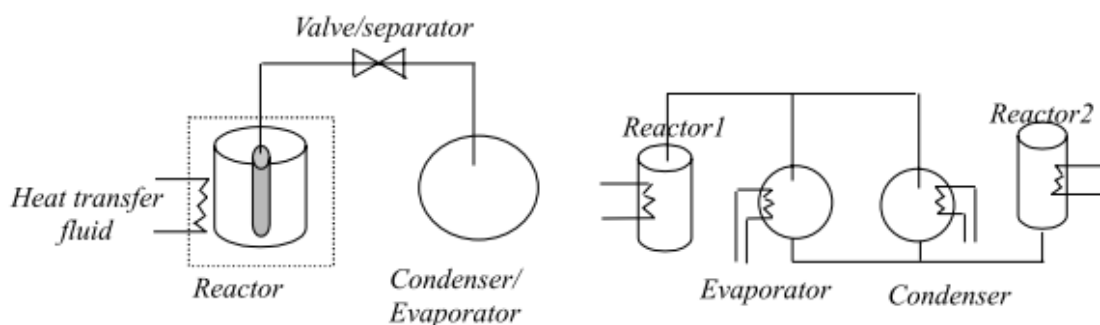 Valve/separator
Reactor1
Reactor2
Heat transfer
fluid
Reactor
Condenser/
Evaporator
Evaporator
Condenser